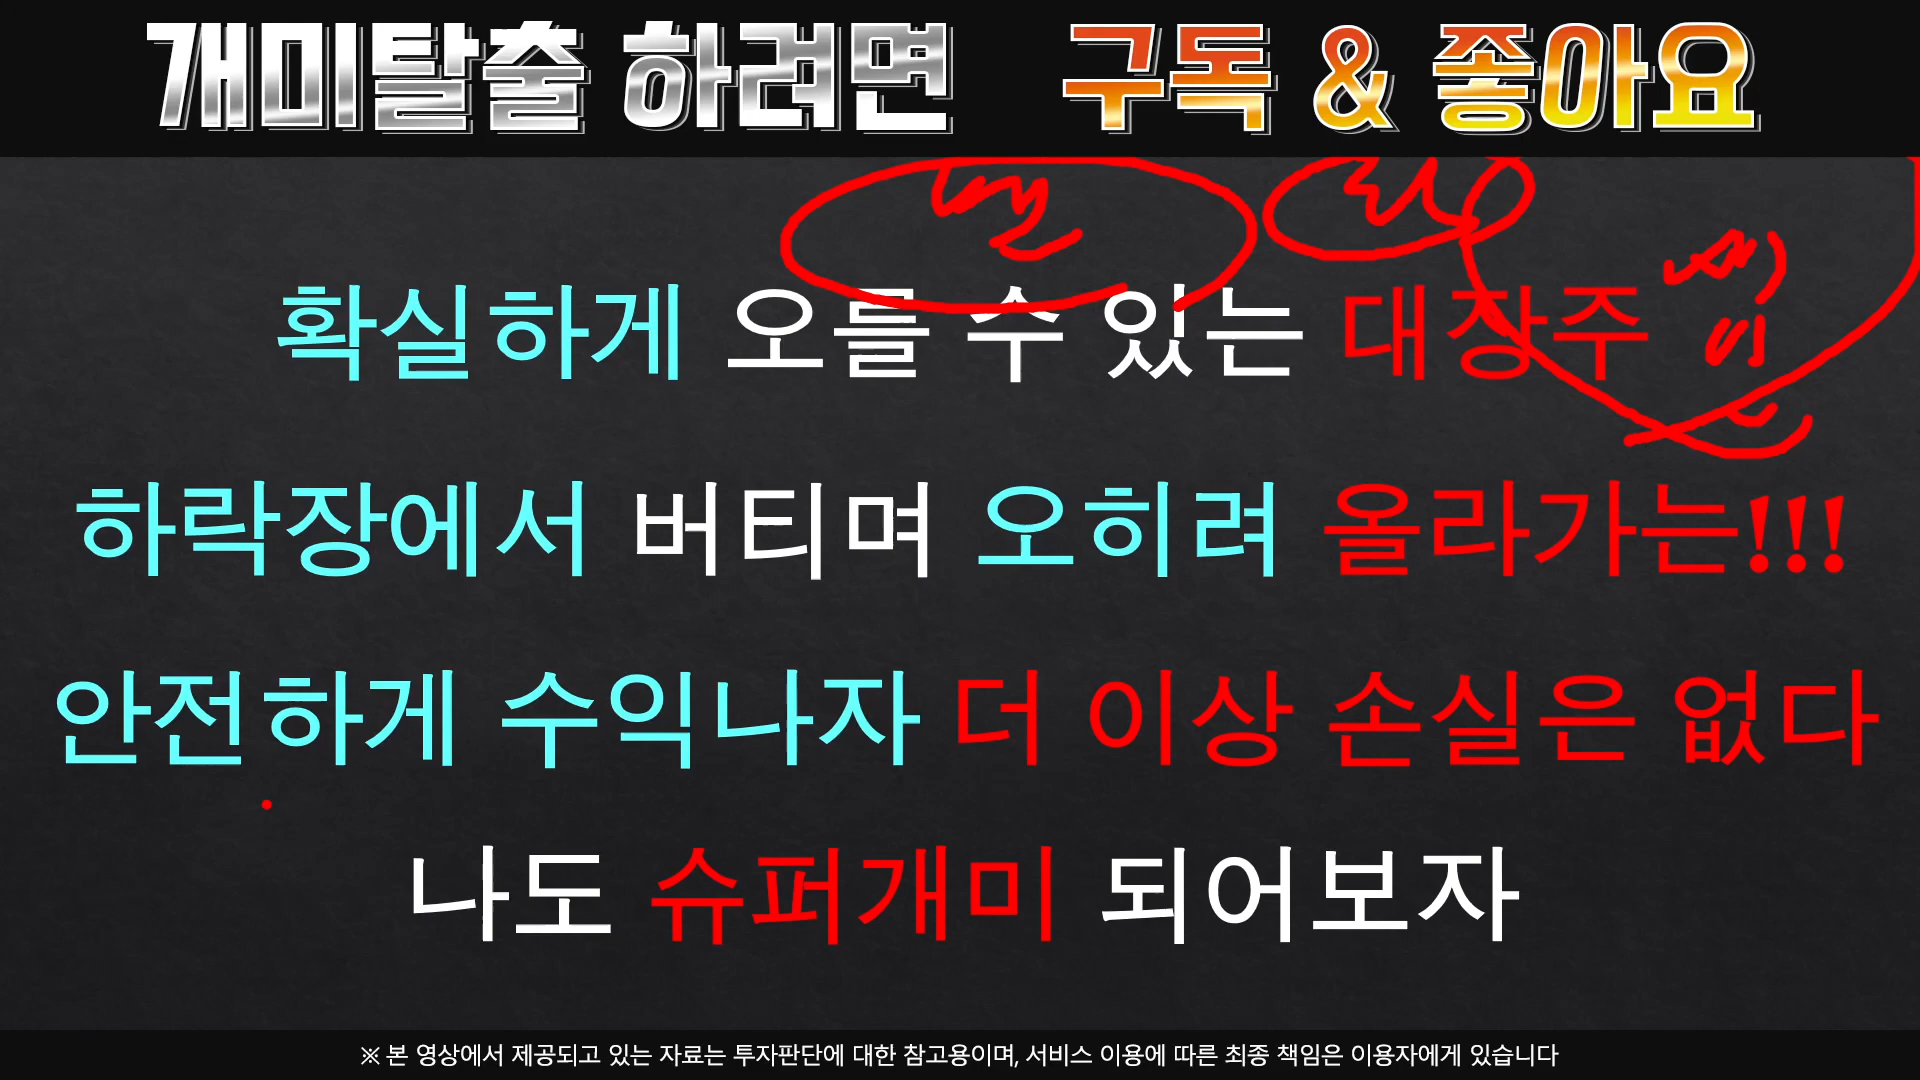 개미탈출 하려면 구독 & 좋아요
확실하게 오를 수 있는 대장주
하락장에서 버티며 오히려 올라가는!!!
안전하게 수익나자 더 이상 손실은 없다
나도 슈퍼개미 되어보자
※ 본 영상에서 제공되고 있는 자료는 투자판단에 대한 참고용이며, 서비스 이용에 따른 최종 책임은 이용자에게 있습니다